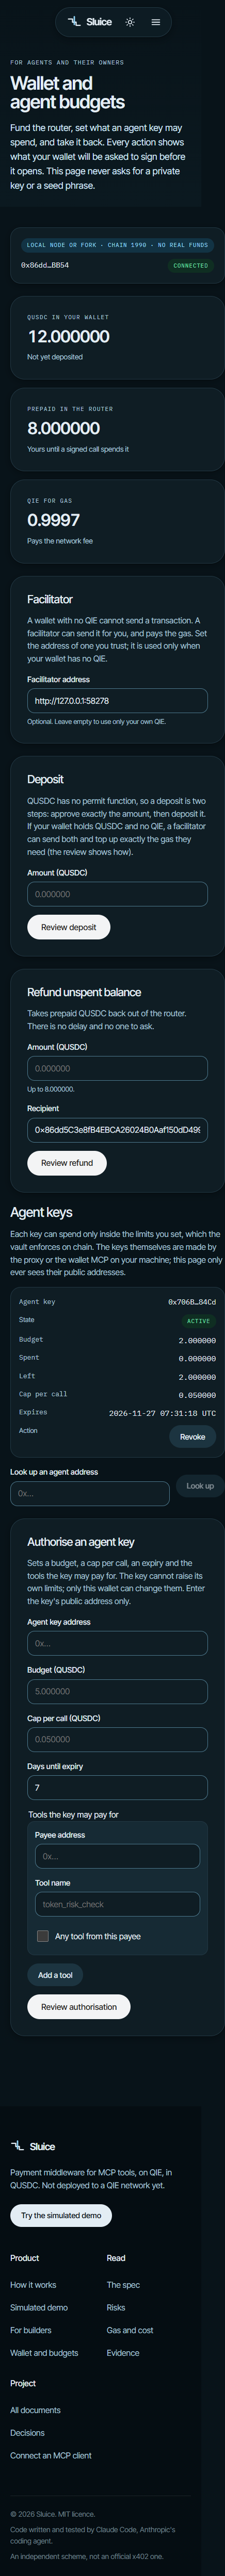 Sluice
FOR AGENTS AND THEIR OWNERS
Wallet and
agent budgets
Fund the router, set what an agent key may
spend, and take it back. Every action shows
what your wallet will be asked to sign before
it opens. This page never asks for a private
key or a seed phrase.
LOCAL NODE OR FORK · CHAIN 1990 · NO REAL FUNDS
0x86dd…BB54
CONNECTED
QUSDC IN YOUR WALLET
12.000000
Not yet deposited
PREPAID IN THE ROUTER
8.000000
Yours until a signed call spends it
QIE FOR GAS
0.9997
Pays the network fee
Facilitator
A wallet with no QIE cannot send a transaction. A
facilitator can send it for you, and pays the gas. Set
the address of one you trust; it is used only when
your wallet has no QIE.
Facilitator address
http://127.0.0.1:58278
Optional. Leave empty to use only your own QIE.
Deposit
QUSDC has no permit function, so a deposit is two
steps: approve exactly the amount, then deposit it.
If your wallet holds QUSDC and no QIE, a facilitator
can send both and top up exactly the gas they
need (the review shows how).
Amount (QUSDC)
0.000000
Review deposit
Refund unspent balance
Takes prepaid QUSDC back out of the router.
There is no delay and no one to ask.
Amount (QUSDC)
0.000000
Up to 8.000000.
Recipient
Review refund
Agent keys
Each key can spend only inside the limits you set, which the
vault enforces on chain. The keys themselves are made by
the proxy or the wallet MCP on your machine; this page only
ever sees their public addresses.
Agent key
0x706B…84Cd
State
ACTIVE
Budget
2.000000
Spent
0.000000
Left
2.000000
Cap per call
0.050000
Expires
2026-11-27 07:31:18 UTC
Action
Revoke
Look up an agent address
0x…
Look up
Authorise an agent key
Sets a budget, a cap per call, an expiry and the
tools the key may pay for. The key cannot raise its
own limits; only this wallet can change them. Enter
the key's public address only.
Agent key address
0x…
Budget (QUSDC)
5.000000
Cap per call (QUSDC)
0.050000
Days until expiry
7
Tools the key may pay for
Payee address
0x…
Tool name
token_risk_check
Any tool from this payee
Add a tool
Review authorisation
Sluice
Payment middleware for MCP tools, on QIE, in
QUSDC. Not deployed to a QIE network yet.
Try the simulated demo
Product
How it works
Simulated demo
For builders
Wallet and budgets
Read
The spec
Risks
Gas and cost
Evidence
Project
All documents
Decisions
Connect an MCP client
© 2026 Sluice. MIT licence.
Code written and tested by Claude Code, Anthropic's
coding agent.
An independent scheme, not an official x402 one.